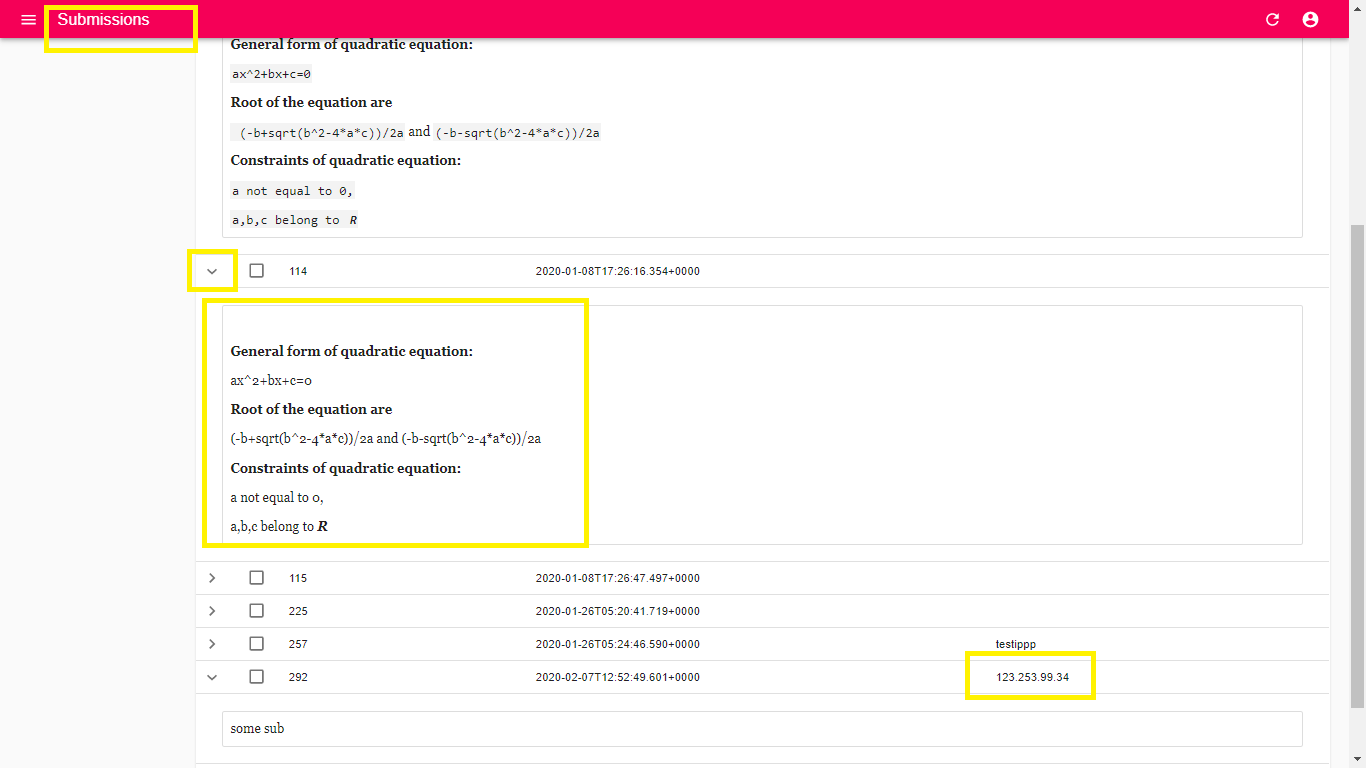 Submissions
General form of quadratic equation:
ax^2+bx+c=0
Root of the equation are
(-b+sqrt(b^2-4*a*c))/2a and (-b-sqrt(b^2-4*a*c))/2a
Constraints of quadratic equation:
a not equal to 0,
a,b,c belong to R
114 2020-01-08T17:26:16.354+0000
General form of quadratic equation:
ax^2+bx+c=0
Root of the equation are
(-b+sqrt(b^2-4*a*c))/2a and (-b-sqrt(b^2-4*a*c))/2a
Constraints of quadratic equation:
a not equal to 0,
a,b,c belong to R
115 2020-01-08T17:26:47.497+0000
225 2020-01-26T05:20:41.719+0000
257 2020-01-26T05:24:46.590+0000 testippp
292 2020-02-07T12:52:49.601+0000 123.253.99.34
some sub